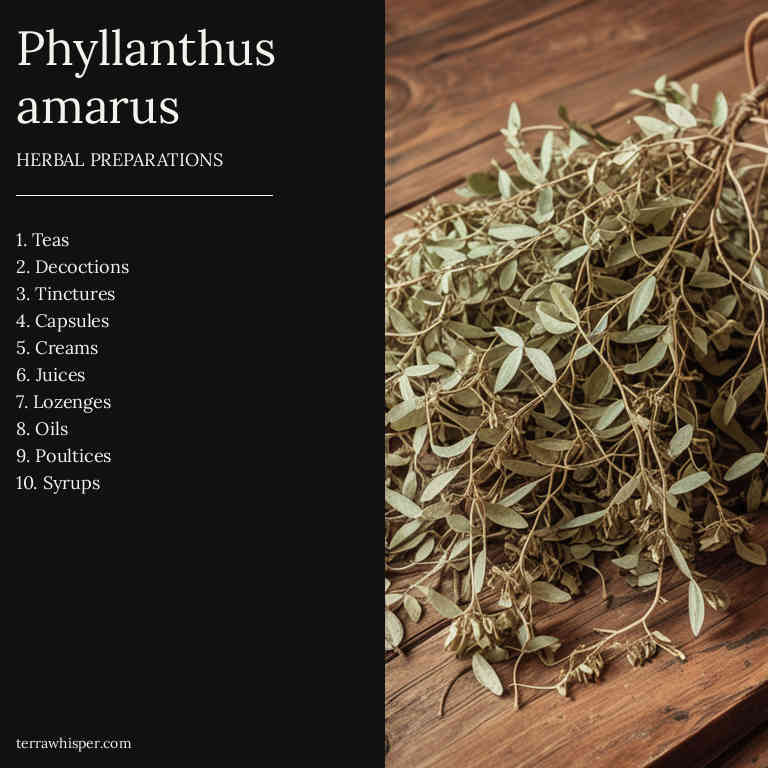 Phyllanthus
amarus
HERBAL PREPARATIONS
1. Teas
2. Decoctions
3. Tinctures
4. Capsules
5. Creams
6. Juices
7. Lozenges
8. Oils
9. Poultices
10. Syrups
terrawhisper.com